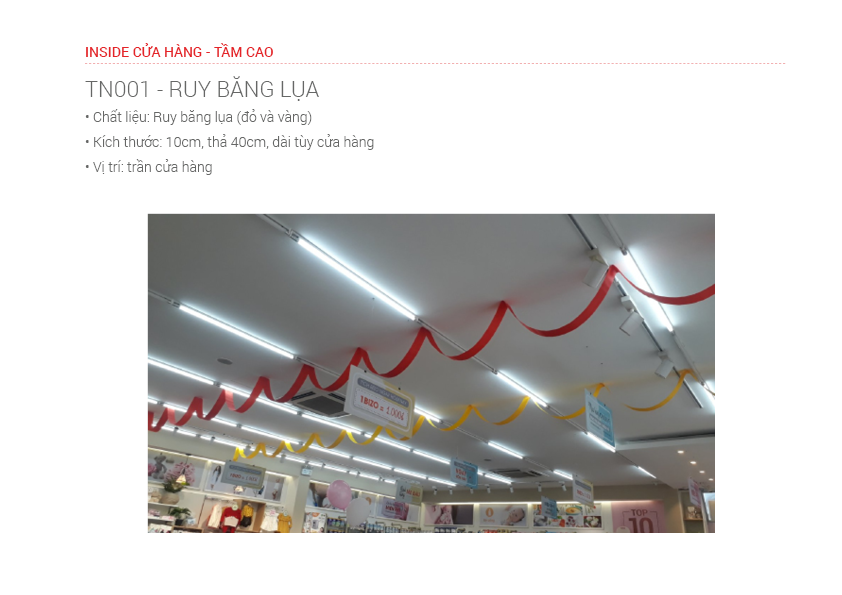 INSIDE CỬA HÀNG - TẦM CAO
TN001 - RUY BĂNG LỤA
• Chất liệu: Ruy băng lụa (đỏ và vàng)
• Kích thước: 10cm, thả 40cm, dài tùy cửa hàng
• Vị trí: trần cửa hàng
TOP
10